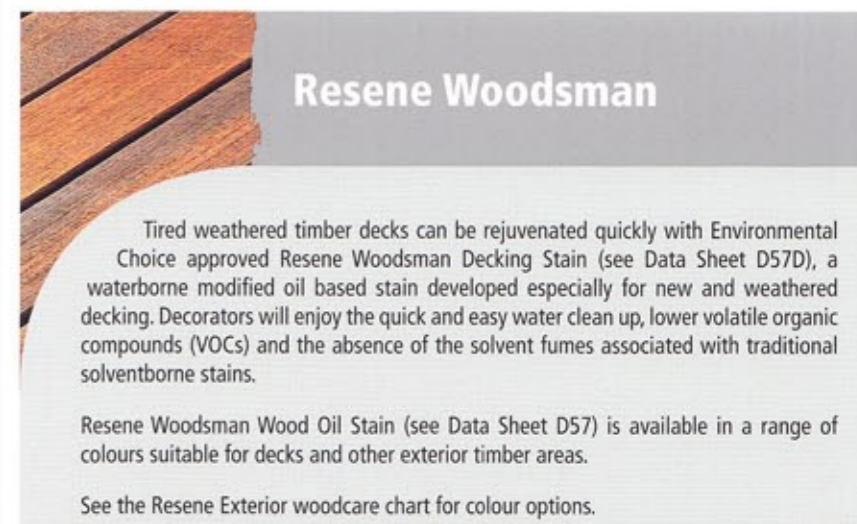 Resene Woodsman
Tired weathered timber decks can be rejuvenated quickly with Environmental
Choice approved Resene Woodsman Decking Stain (see Data Sheet D57D), a
waterborne modified oil based stain developed especially for new and weathered
decking. Decorators will enjoy the quick and easy water clean up, lower volatile organic
compounds (VOCs) and the absence of the solvent fumes associated with traditional
solventborne stains.
Resene Woodsman Wood Oil Stain (see Data Sheet D57) is available in a range of
colours suitable for decks and other exterior timber areas.
See the Resene Exterior woodcare chart for colour options.